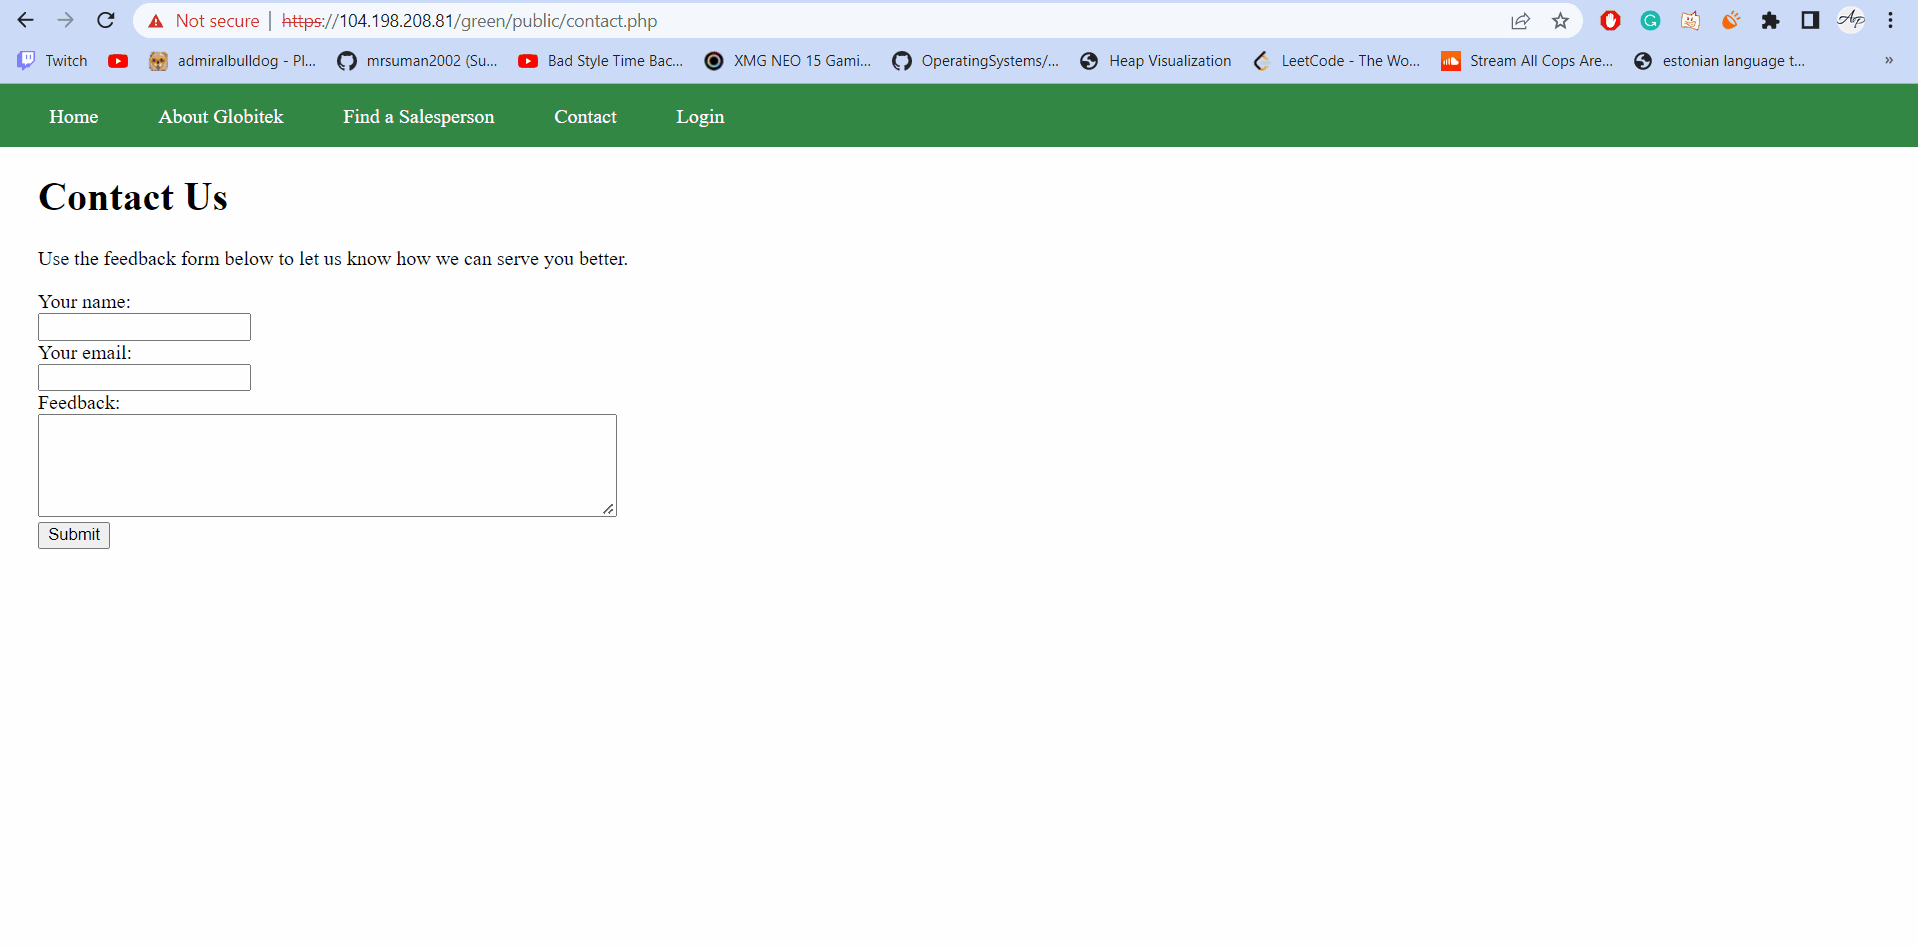 Not secure | https://104.198.208.81/green/public/contact.php
Twitch admiralbulldog - Pl... mrsuman2002 (Su... Bad Style Time Bac... XMG NEO 15 Gami... OperatingSystems/... Heap Visualization LeetCode - The Wo... Stream All Cops Are... estonian language t... »
Home About Globitek Find a Salesperson Contact Login
Contact Us
Use the feedback form below to let us know how we can serve you better.
Your name:
Your email:
Feedback:
Submit